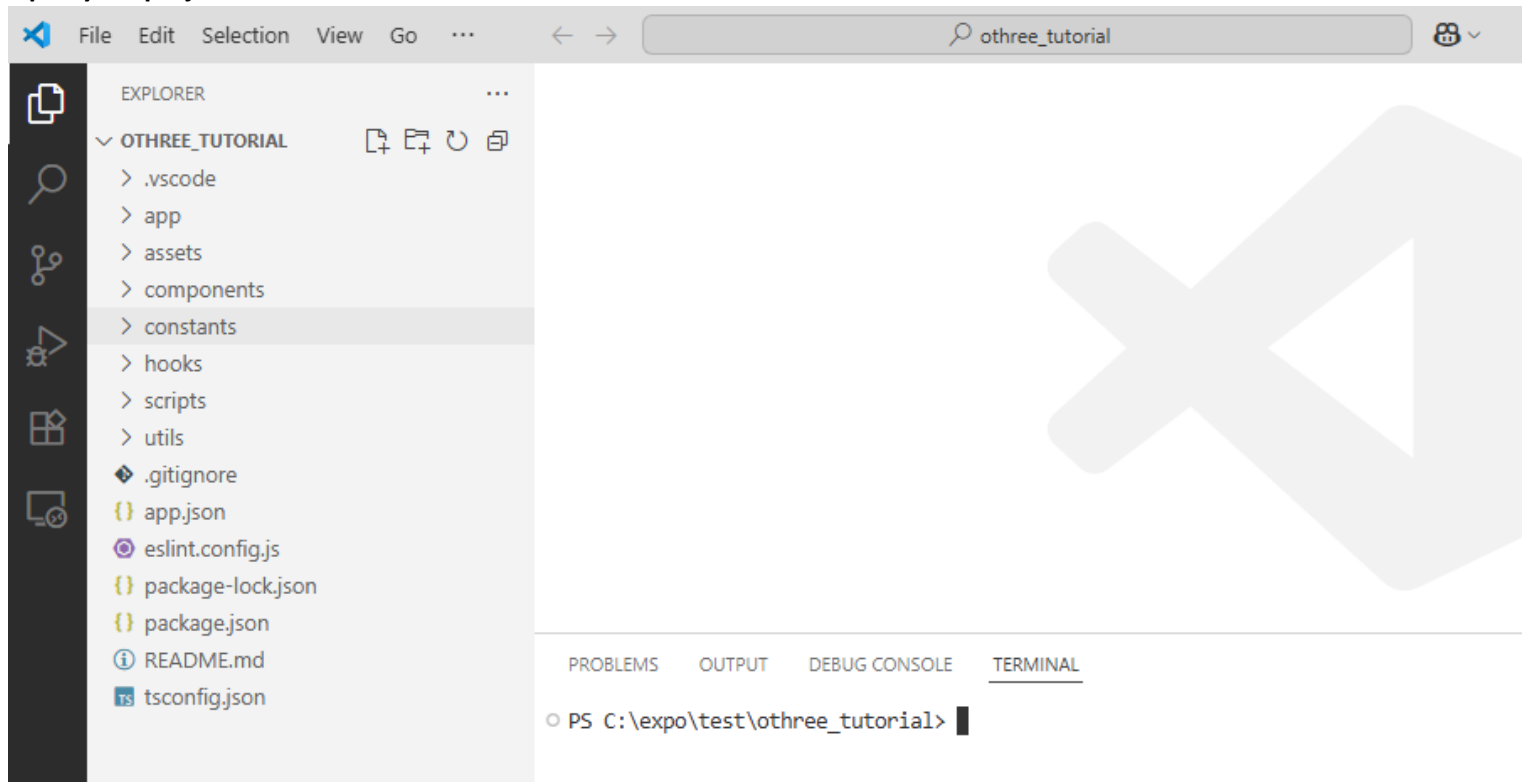 File Edit Selection View Go ··· othree_tutorial
EXPLORER ···
OTHREE_TUTORIAL
.vscode
app
assets
components
constants
hooks
scripts
utils
.gitignore
{} app.json
eslint.config.js
{} package-lock.json
{} package.json
README.md
TS tsconfig.json
PROBLEMS OUTPUT DEBUG CONSOLE TERMINAL
PS C:\expo\test\othree_tutorial>